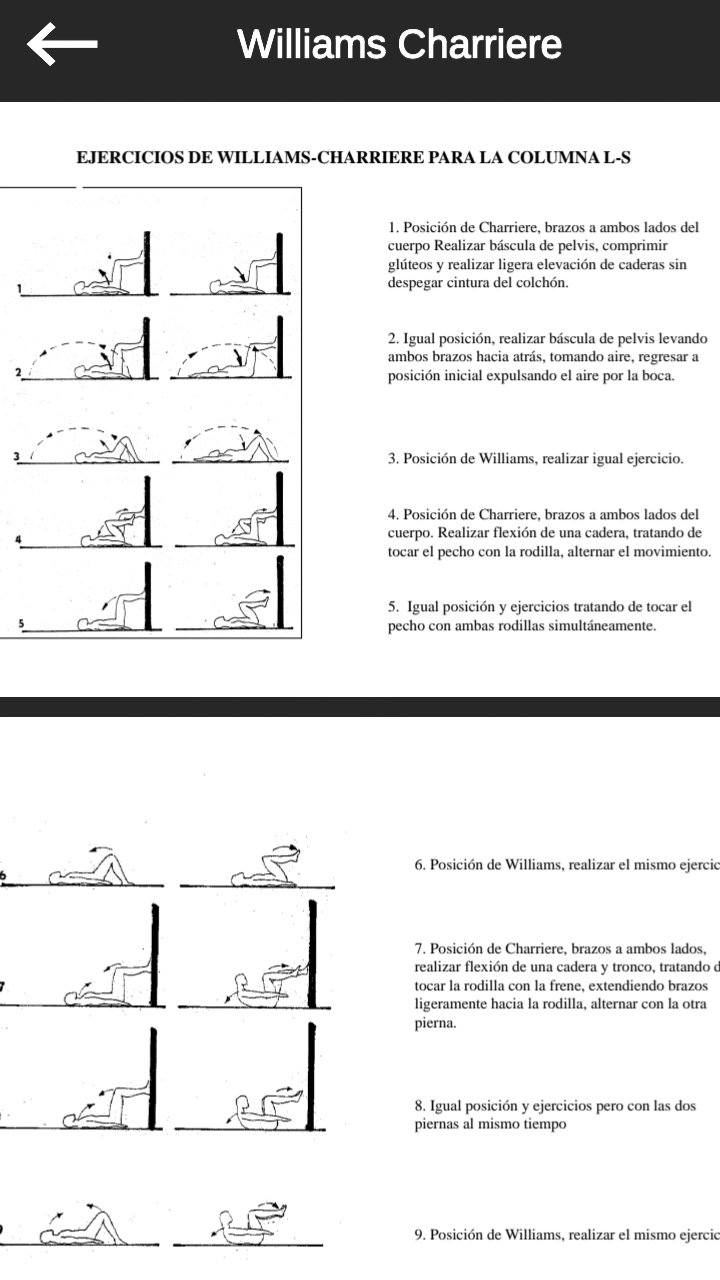 Williams Charriere
EJERCICIOS DE WILLIAMS-CHARRIERE PARA LA COLUMNA L-S
1
1. Posición de Charriere, brazos a ambos lados del
cuerpo Realizar báscula de pelvis, comprimir
glúteos y realizar ligera elevación de caderas sin
despegar cintura del colchón.
2
2. Igual posición, realizar báscula de pelvis levando
ambos brazos hacia atrás, tomando aire, regresar a
posición inicial expulsando el aire por la boca.
3
3. Posición de Williams, realizar igual ejercicio.
4
4. Posición de Charriere, brazos a ambos lados del
cuerpo. Realizar flexión de una cadera, tratando de
tocar el pecho con la rodilla, alternar el movimiento.
5
5. Igual posición y ejercicios tratando de tocar el
pecho con ambas rodillas simultáneamente.
6
6. Posición de Williams, realizar el mismo ejercic
7
7. Posición de Charriere, brazos a ambos lados,
realizar flexión de una cadera y tronco, tratando d
tocar la rodilla con la frene, extendiendo brazos
ligeramente hacia la rodilla, alternar con la otra
pierna.
8. Igual posición y ejercicios pero con las dos
piernas al mismo tiempo
9. Posición de Williams, realizar el mismo ejercic